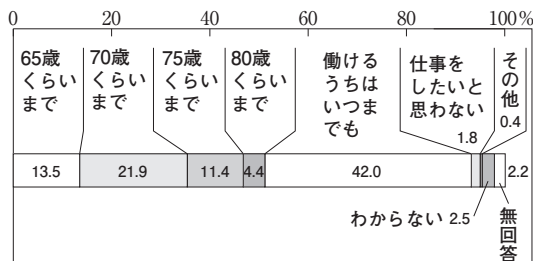 0 20 40 60 80 100%
65歳
くらい
まで
70歳
くらい
まで
75歳
くらい
まで
80歳
くらい
まで
働ける
うちは
いつま
でも
仕事を
したいと
思わない
1.8
その他
0.4
13.5 21.9 11.4 4.4 42.0 2.2
わからない 2.5
無回答